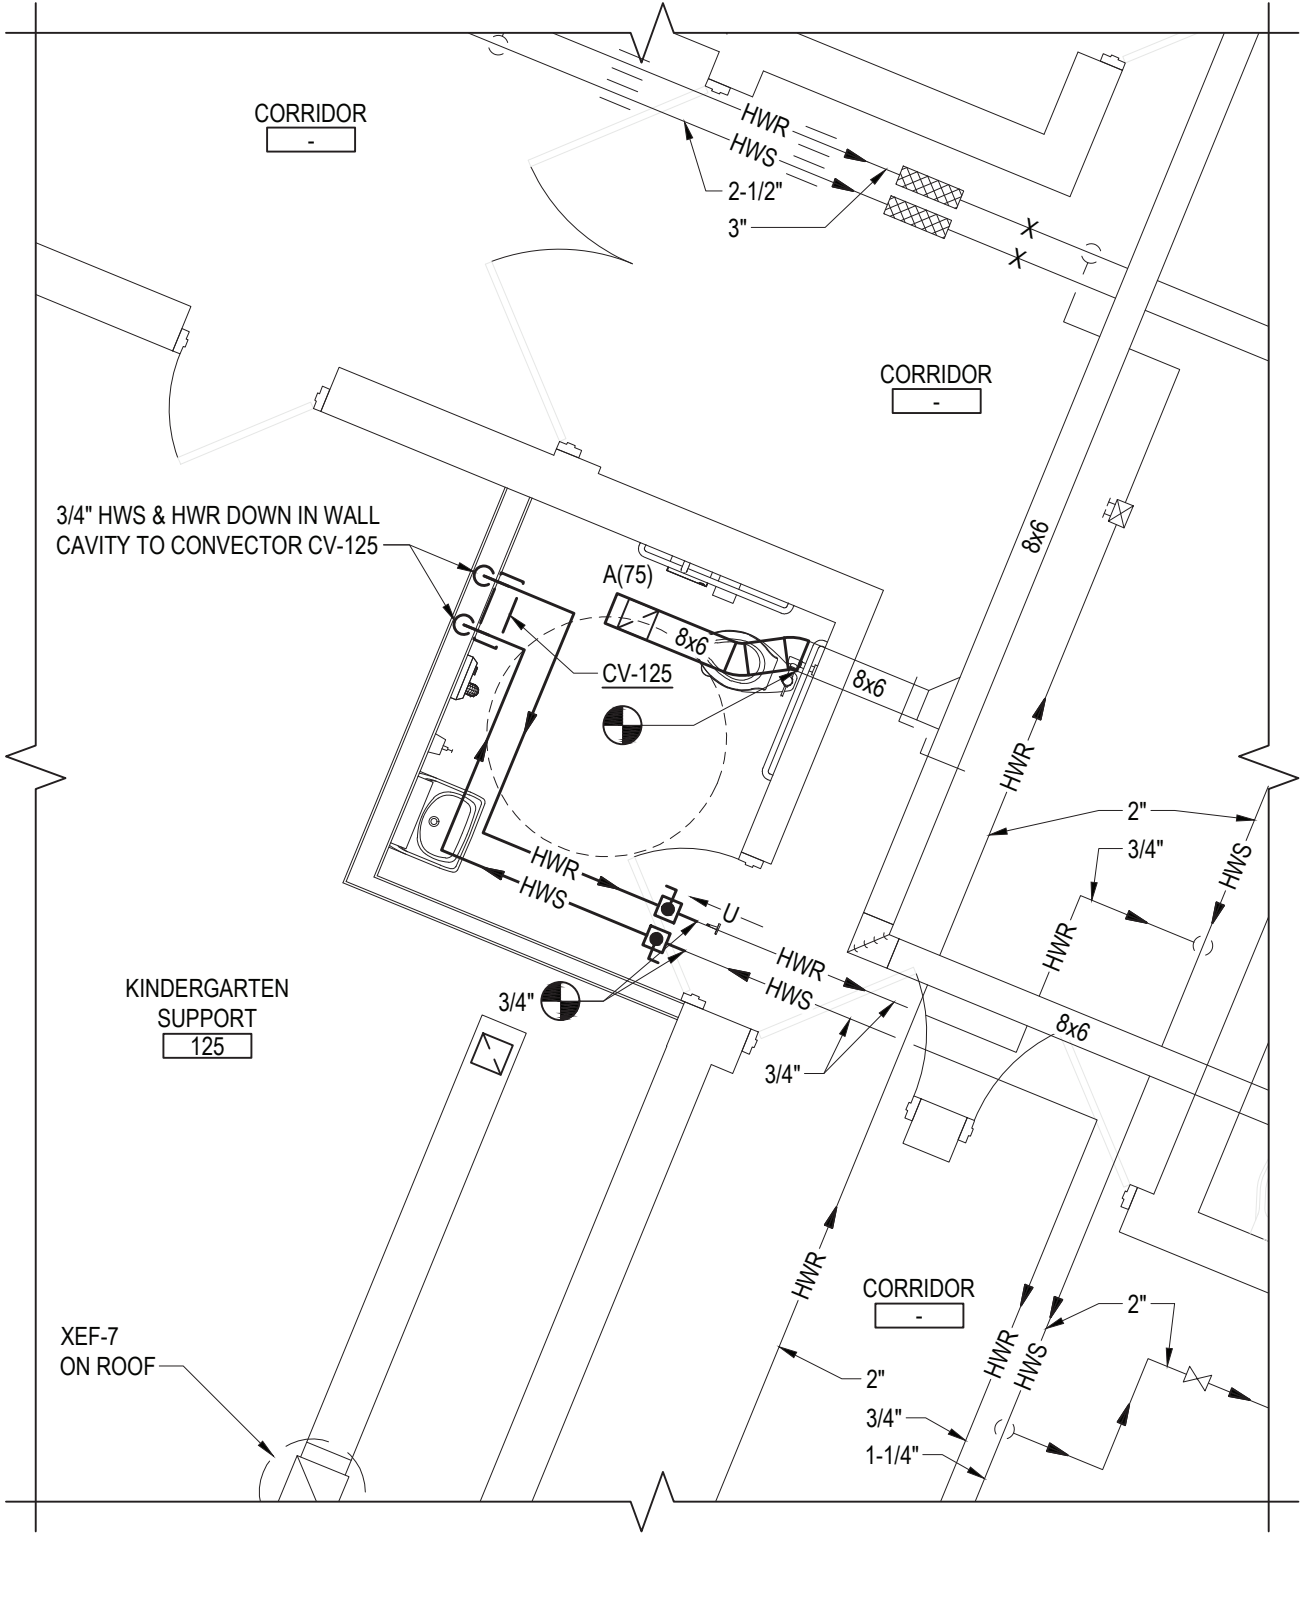 CORRIDOR
-
HWR
HWS
2-1/2"
3"
X
X
CORRIDOR
-
8x6
3/4" HWS & HWR DOWN IN WALL
CAVITY TO CONVECTOR CV-125
A(75)
8x6
CV-125
8x6
HWR
2"
3/4"
HWS
HWR
HWR
HWS
U
HWR
HWS
3/4"
KINDERGARTEN
SUPPORT
125
8x6
3/4"
HWR
CORRIDOR
-
2"
XEF-7
ON ROOF
HWR
HWS
2"
3/4"
1-1/4"